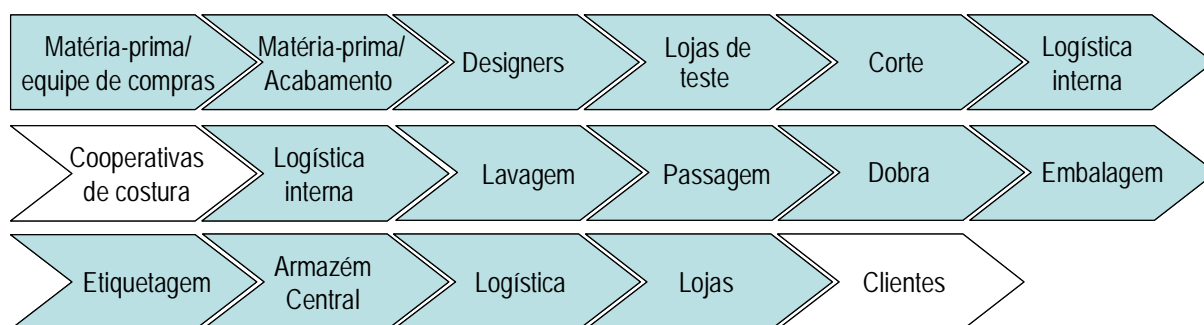 Matéria-prima/
equipe de compras
Matéria-prima/
Acabamento
Designers
Lojas de
teste
Corte
Logística
interna
Cooperativas
de costura
Logística
interna
Lavagem
Passagem
Dobra
Embalagem
Etiquetagem
Armazém
Central
Logística
Lojas
Clientes